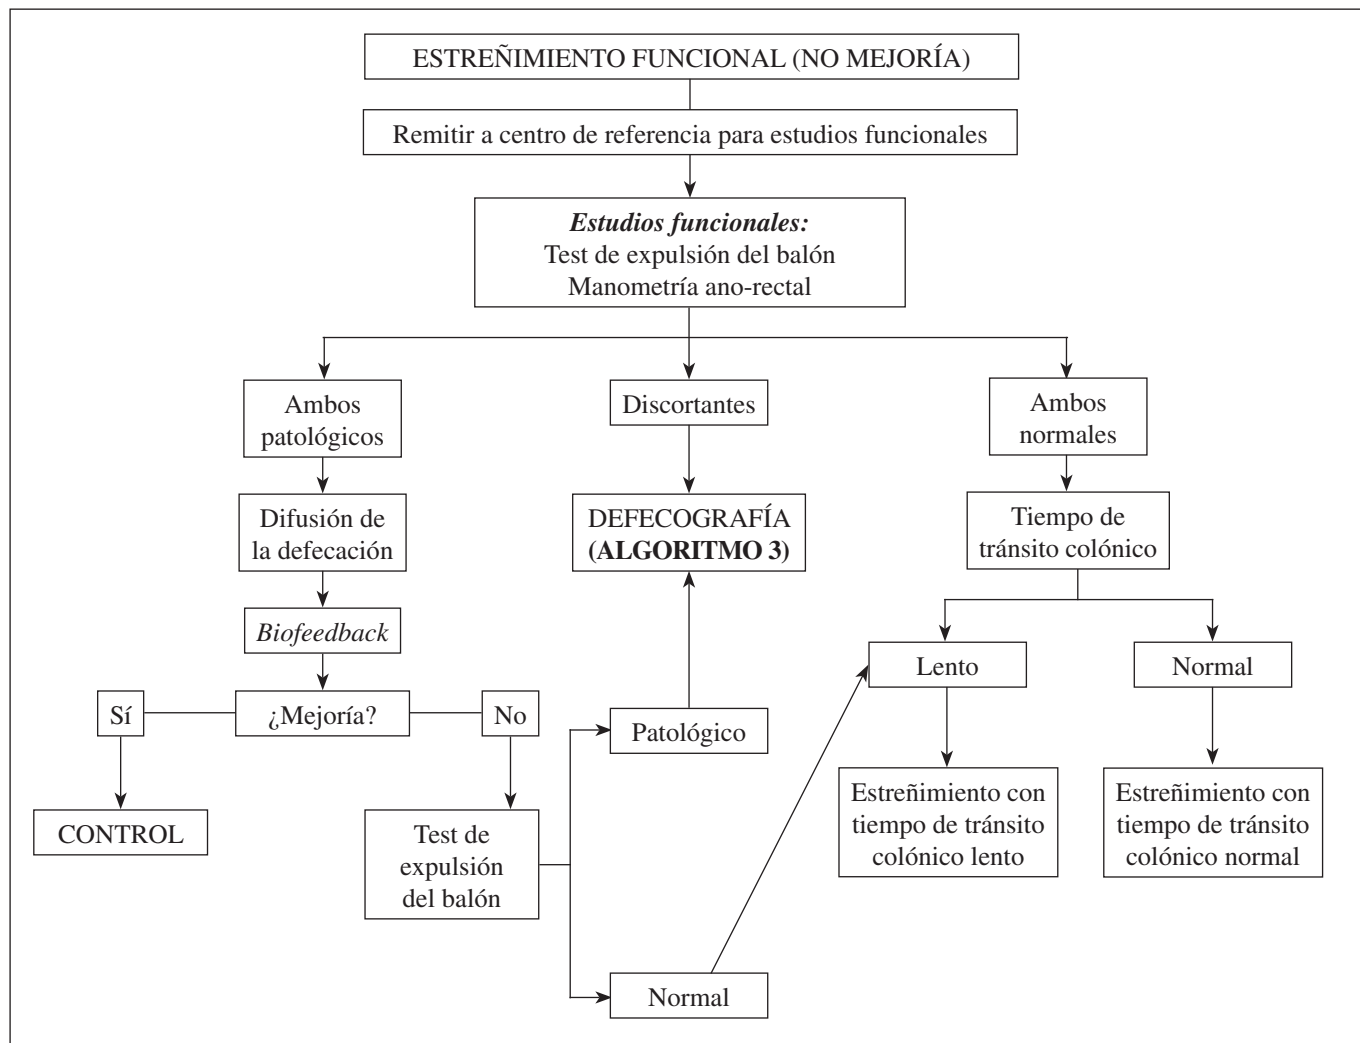 ESTREÑIMIENTO FUNCIONAL (NO MEJORÍA)
Remitir a centro de referencia para estudios funcionales
Estudios funcionales:
Test de expulsión del balón
Manometría ano-rectal
Ambos
patológicos
Discortantes
Ambos
normales
Difusión de
la defecación
DEFECOGRAFÍA
(ALGORITMO 3)
Tiempo de
tránsito colónico
Biofeedback
Lento
Normal
Sí
¿Mejoría?
No
Patológico
CONTROL
Test de
expulsión
del balón
Estreñimiento con
tiempo de tránsito
colónico lento
Estreñimiento con
tiempo de tránsito
colónico normal
Normal